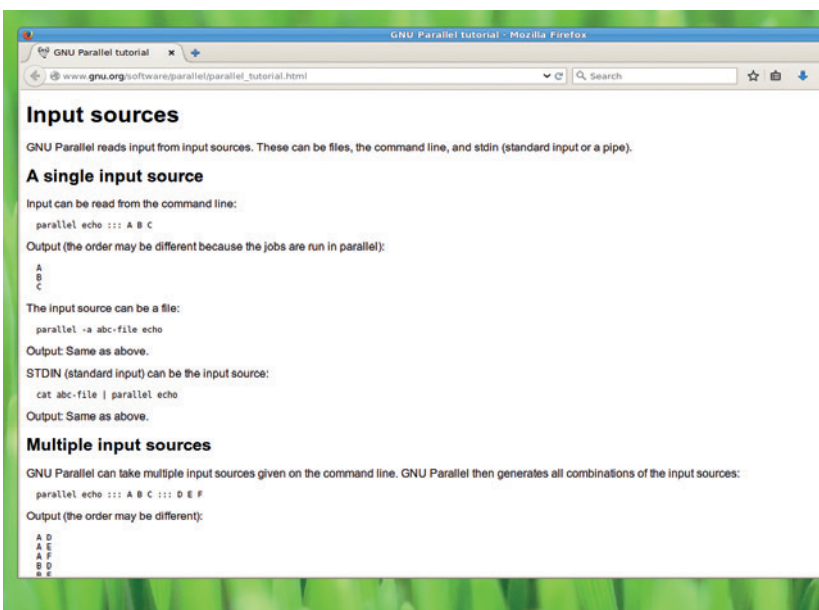 GNU Parallel tutorial - Mozilla Firefox
GNU Parallel tutorial
www.gnu.org/software/parallel/parallel_tutorial.html
Search
Input sources
GNU Parallel reads input from input sources. These can be files, the command line, and stdin (standard input or a pipe).
A single input source
Input can be read from the command line:
parallel echo ::: A B C
Output (the order may be different because the jobs are run in parallel):
A
B
C
The input source can be a file:
parallel -a abc-file echo
Output: Same as above.
STDIN (standard input) can be the input source:
cat abc-file | parallel echo
Output: Same as above.
Multiple input sources
GNU Parallel can take multiple input sources given on the command line. GNU Parallel then generates all combinations of the input sources:
parallel echo ::: A B C ::: D E F
Output (the order may be different):
A D
A E
A F
B D